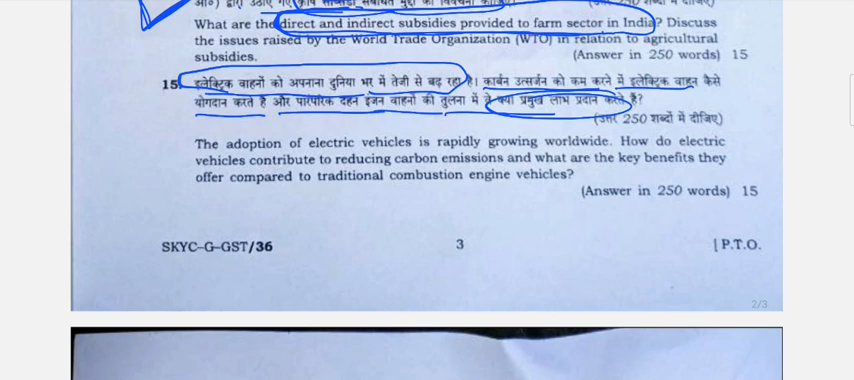 What are the direct and indirect subsidies provided to farm sector in India? Discuss
the issues raised by the World Trade Organization (WTO) in relation to agricultural
subsidies. (Answer in 250 words) 15
15. इलेक्ट्रिक वाहनों को अपनाना दुनिया भर में तेजी से बढ़ रहा है। कार्बन उत्सर्जन को कम करने में इलेक्ट्रिक वाहन कैसे
योगदान करते हैं और पारंपरिक दहन इंजन वाहनों की तुलना में वे क्या प्रमुख लाभ प्रदान करते हैं?
(उत्तर 250 शब्दों में दीजिए)
The adoption of electric vehicles is rapidly growing worldwide. How do electric
vehicles contribute to reducing carbon emissions and what are the key benefits they
offer compared to traditional combustion engine vehicles?
(Answer in 250 words) 15
SKYC-G-GST/36 3 [ P.T.O.
2/3